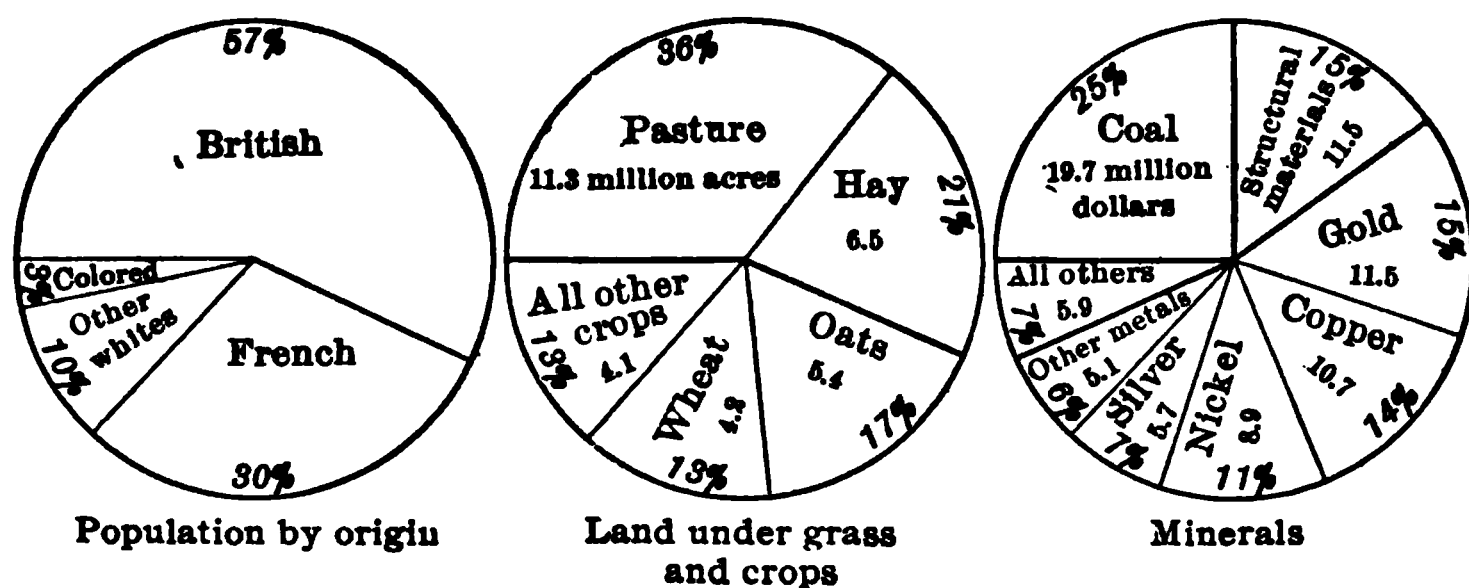 57%
British
3%
Colored
Other
whites
10%
French
30%
Population by origin
36%
Pasture
11.3 million acres
Hay
6.5
21%
All other
crops
4.1
13%
Wheat
4.2
13%
Oats
5.4
17%
Land under grass
and crops
25%
Coal
19.7 million
dollars
15%
Structural
materials
11.5
Gold
11.5
15%
Copper
10.7
14%
Nickel
8.9
11%
Silver
5.7
7%
Other metals
5.1
6%
All others
5.9
7%
Minerals